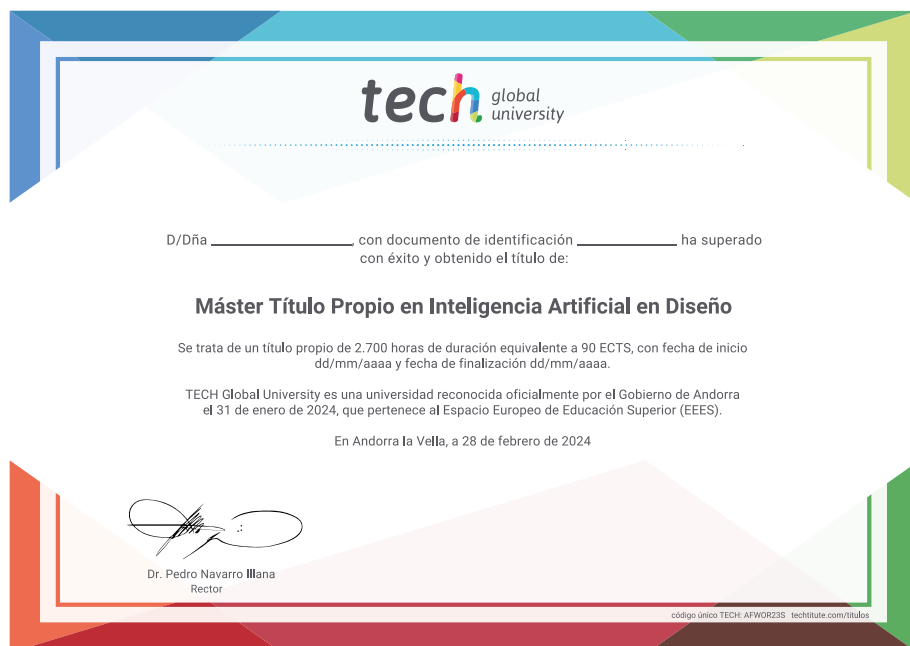 tech global university
D/Dña ____________________, con documento de identificación ______________ ha superado
con éxito y obtenido el título de:
Máster Título Propio en Inteligencia Artificial en Diseño
Se trata de un título propio de 2.700 horas de duración equivalente a 90 ECTS, con fecha de inicio
dd/mm/aaaa y fecha de finalización dd/mm/aaaa.
TECH Global University es una universidad reconocida oficialmente por el Gobierno de Andorra
el 31 de enero de 2024, que pertenece al Espacio Europeo de Educación Superior (EEES).
En Andorra la Vella, a 28 de febrero de 2024
Dr. Pedro Navarro Illana
Rector
código único TECH: AFWOR23S techtitute.com/titulos